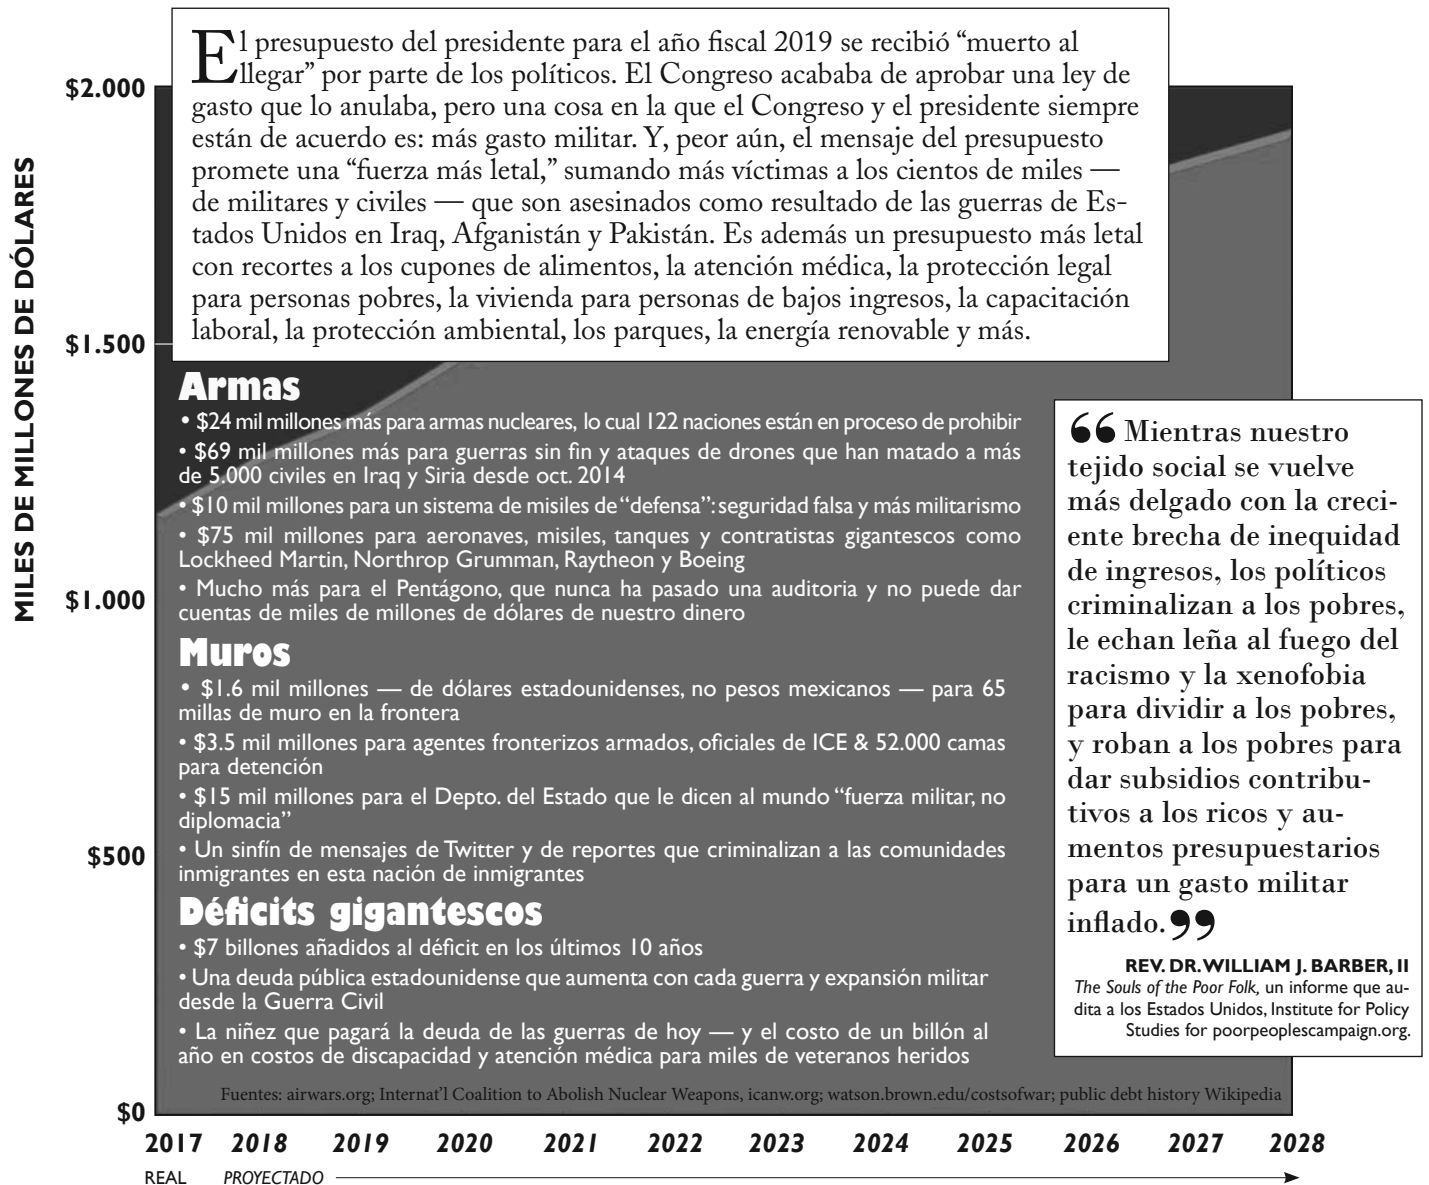 El presupuesto del presidente para el año fiscal 2019 se recibió “muerto al
llegar” por parte de los políticos. El Congreso acababa de aprobar una ley de
gasto que lo anulaba, pero una cosa en la que el Congreso y el presidente siempre
están de acuerdo es: más gasto militar. Y, peor aún, el mensaje del presupuesto
promete una “fuerza más letal,” sumando más víctimas a los cientos de miles —
de militares y civiles — que son asesinados como resultado de las guerras de Es-
tados Unidos en Iraq, Afganistán y Pakistán. Es además un presupuesto más letal
con recortes a los cupones de alimentos, la atención médica, la protección legal
para personas pobres, la vivienda para personas de bajos ingresos, la capacitación
laboral, la protección ambiental, los parques, la energía renovable y más.
MILES DE MILLONES DE DÓLARES
$2.000
$1.500
$1.000
$500
$0
Armas
• $24 mil millones más para armas nucleares, lo cual 122 naciones están en proceso de prohibir
• $69 mil millones más para guerras sin fin y ataques de drones que han matado a más
de 5.000 civiles en Iraq y Siria desde oct. 2014
• $10 mil millones para un sistema de misiles de “defensa”: seguridad falsa y más militarismo
• $75 mil millones para aeronaves, misiles, tanques y contratistas gigantescos como
Lockheed Martin, Northrop Grumman, Raytheon y Boeing
• Mucho más para el Pentágono, que nunca ha pasado una auditoria y no puede dar
cuentas de miles de millones de dólares de nuestro dinero
Muros
• $1.6 mil millones — de dólares estadounidenses, no pesos mexicanos — para 65
millas de muro en la frontera
• $3.5 mil millones para agentes fronterizos armados, oficiales de ICE & 52.000 camas
para detención
• $15 mil millones para el Depto. del Estado que le dicen al mundo “fuerza militar, no
diplomacia”
• Un sinfín de mensajes de Twitter y de reportes que criminalizan a las comunidades
inmigrantes en esta nación de inmigrantes
Déficits gigantescos
• $7 billones añadidos al déficit en los últimos 10 años
• Una deuda pública estadounidense que aumenta con cada guerra y expansión militar
desde la Guerra Civil
• La niñez que pagará la deuda de las guerras de hoy — y el costo de un billón al
año en costos de discapacidad y atención médica para miles de veteranos heridos
Fuentes: airwars.org; Internat’l Coalition to Abolish Nuclear Weapons, icanw.org; watson.brown.edu/costsofwar; public debt history Wikipedia
“Mientras nuestro
tejido social se vuelve
más delgado con la creci-
ente brecha de inequidad
de ingresos, los políticos
criminalizan a los pobres,
le echan leña al fuego del
racismo y la xenofobia
para dividir a los pobres,
y roban a los pobres para
dar subsidios contribu-
tivos a los ricos y au-
mentos presupuestarios
para un gasto militar
inflado.”
REV. DR. WILLIAM J. BARBER, II
The Souls of the Poor Folk, un informe que au-
dita a los Estados Unidos, Institute for Policy
Studies for poorpeoplescampaign.org.
2017 2018 2019 2020 2021 2022 2023 2024 2025 2026 2027 2028
REAL PROYECTADO